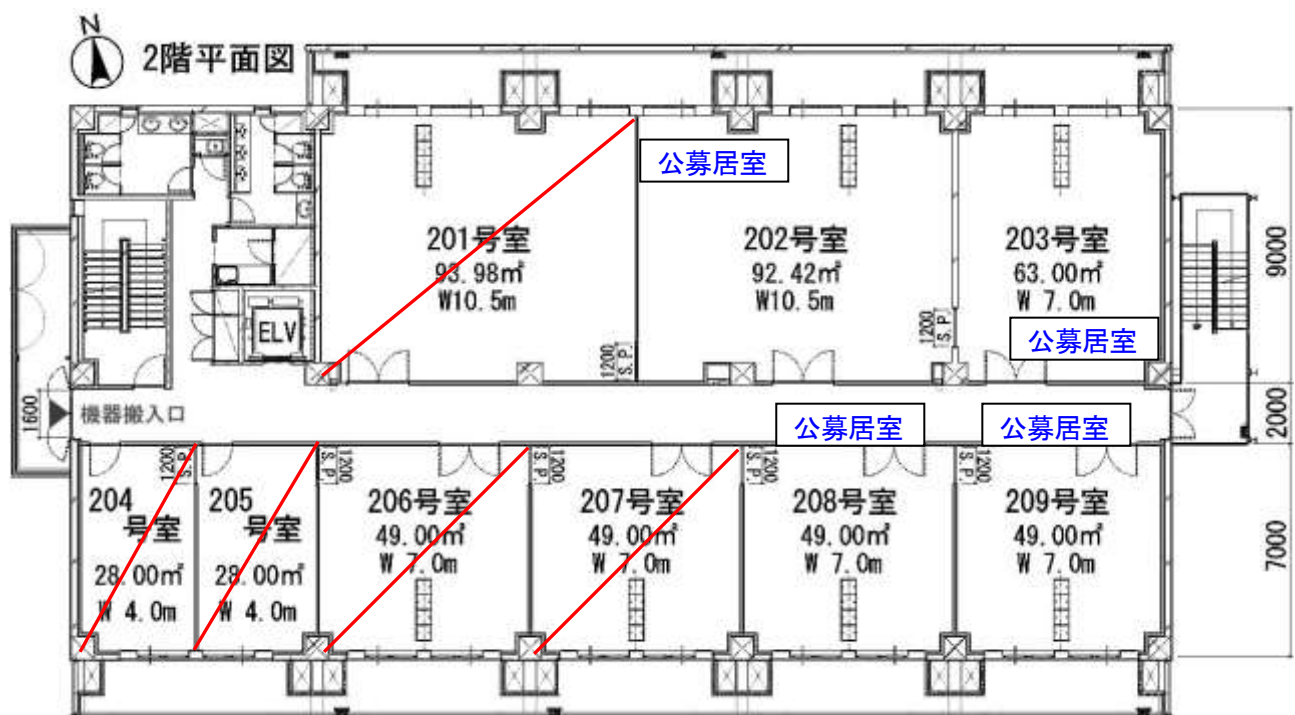 N
2階平面図
公募居室
201号室
93.98㎡
W10.5m
202号室
92.42㎡
W10.5m
203号室
63.00㎡
W 7.0m
公募居室
ELV
1200
S.P.
1200
S.P.
9000
1600
機器搬入口
公募居室
公募居室
2000
1200
S.P.
1200
S.P.
1200
S.P.
1200
S.P.
1200
S.P.
204
号室
28.00㎡
W 4.0m
205
号室
28.00㎡
W 4.0m
206号室
49.00㎡
W 7.0m
207号室
49.00㎡
W 7.0m
208号室
49.00㎡
W 7.0m
209号室
49.00㎡
W 7.0m
7000